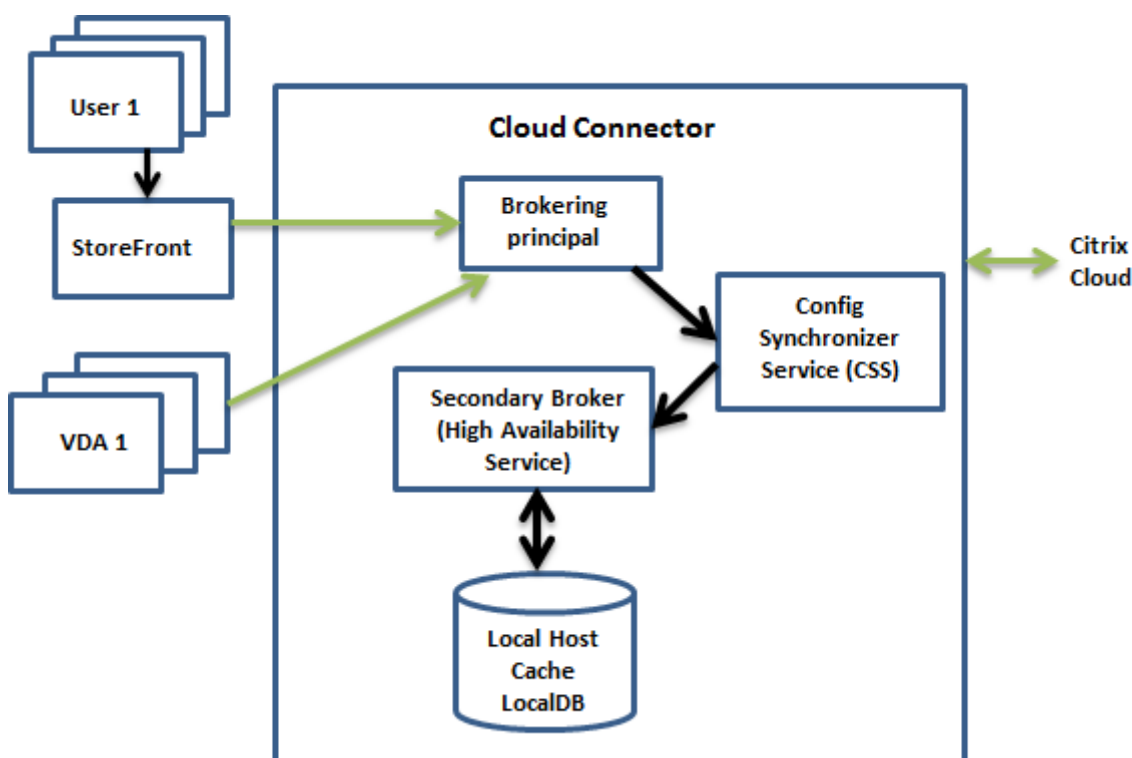 User 1
Cloud Connector
StoreFront
Brokering
principal
Citrix
Cloud
Config
Synchronizer
Service (CSS)
VDA 1
Secondary Broker
(High Availability
Service)
Local Host
Cache
LocalDB